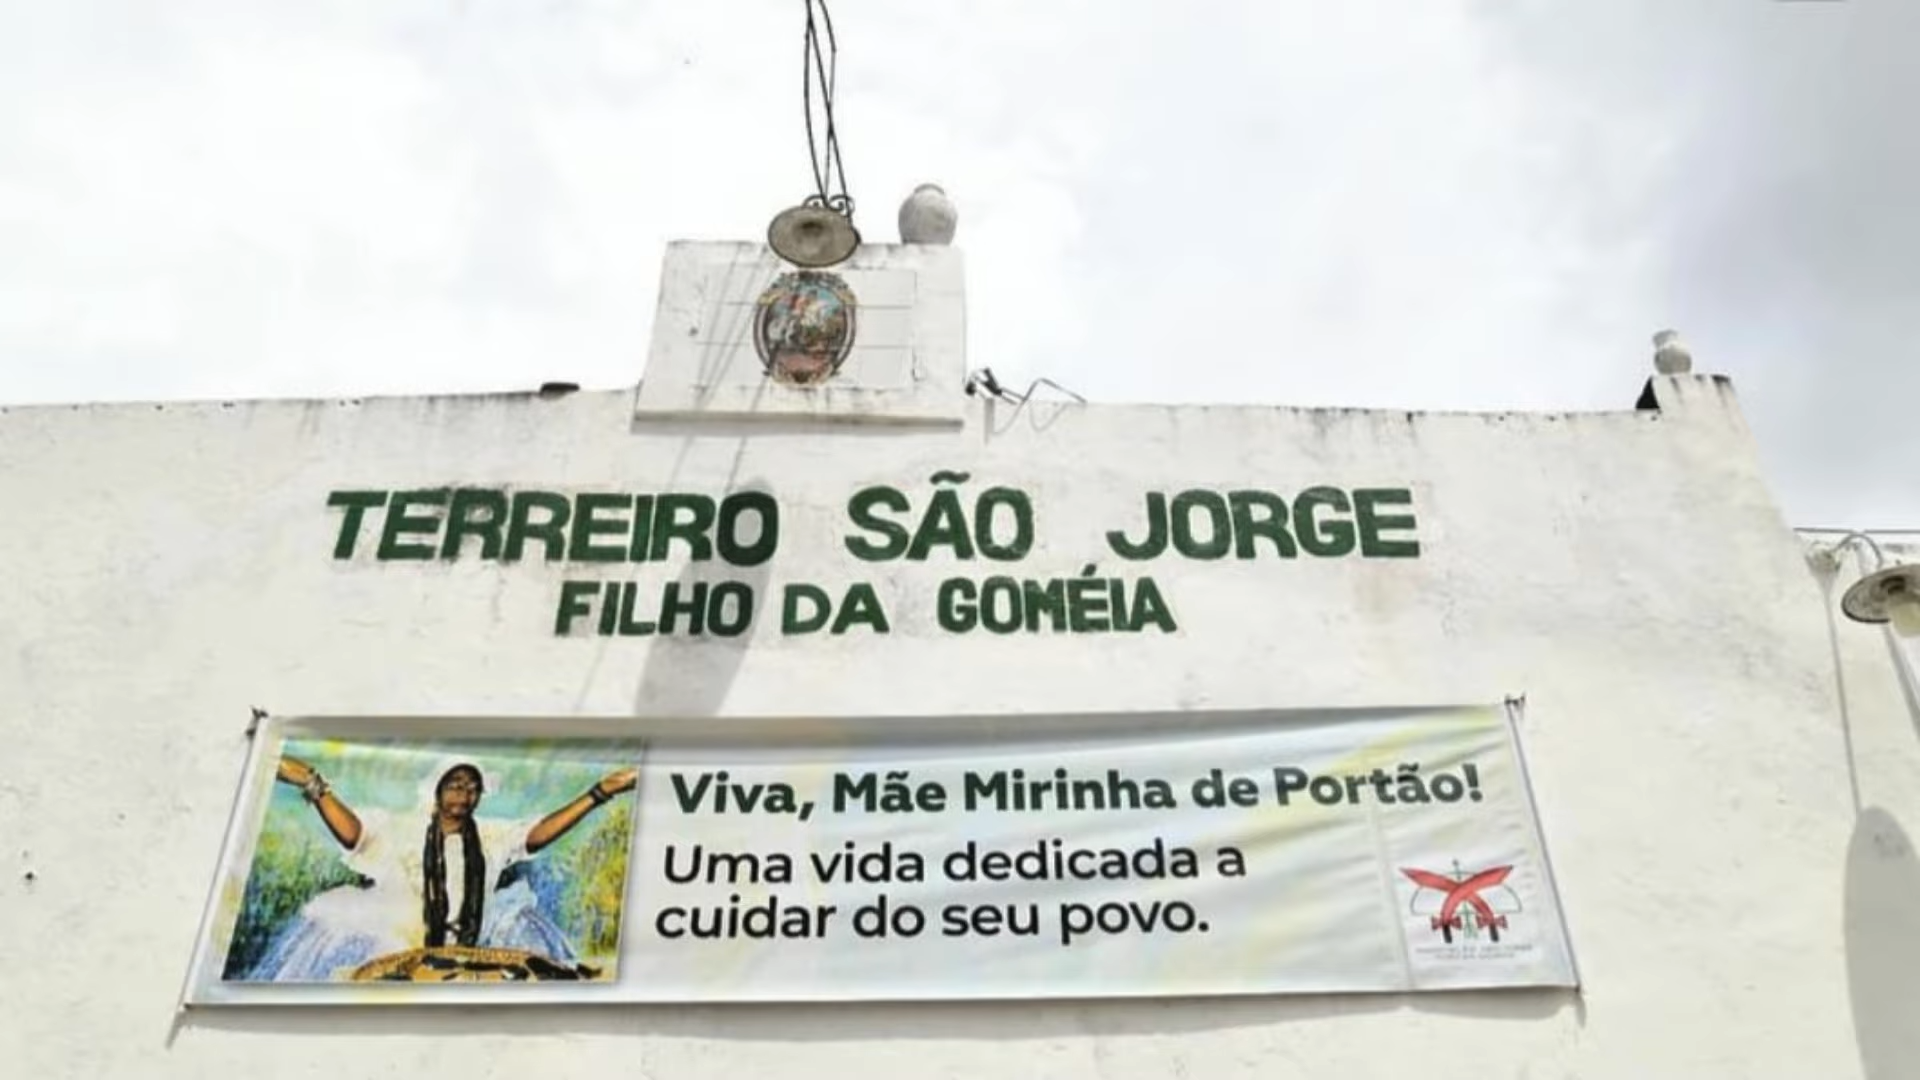 TERREIRO SÃO JORGE
FILHO DA GOMÉIA
Viva, Mãe Mirinha de Portão!
Uma vida dedicada a
cuidar do seu povo.